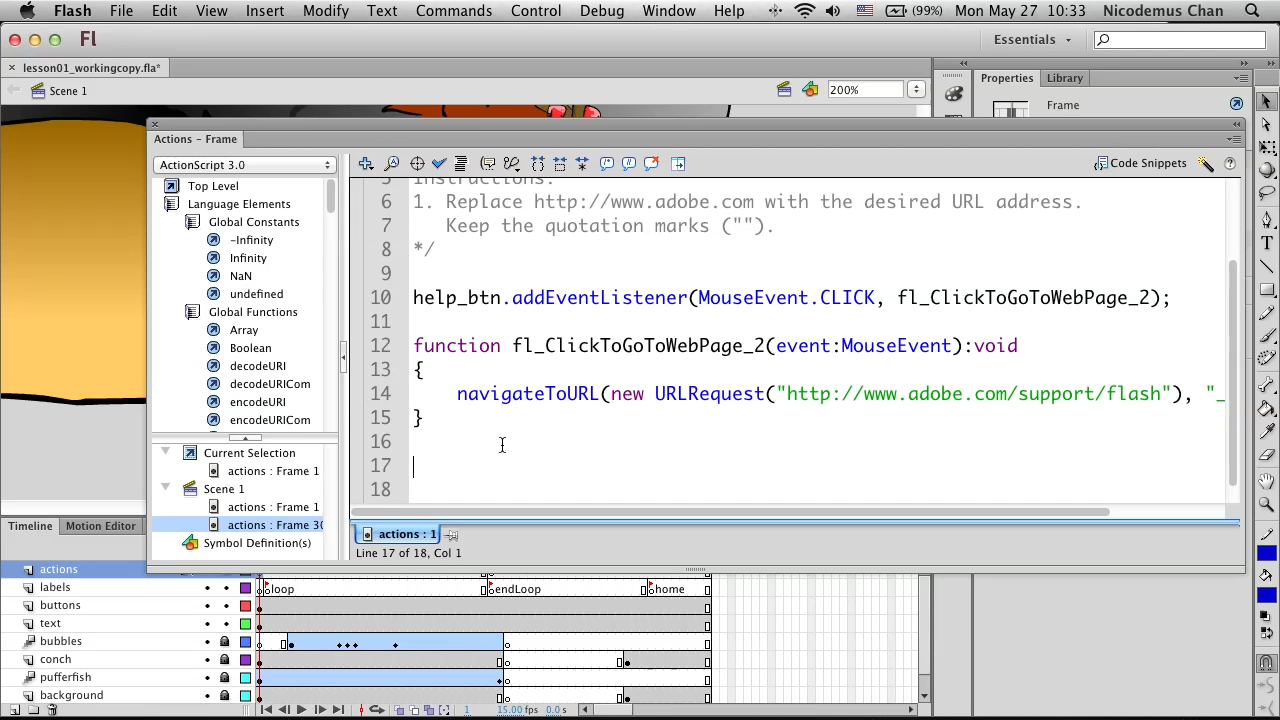 Flash File Edit View Insert Modify Text Commands Control Debug Window Help (99%) Mon May 27 10:33 Nicodemus Chan
Fl Essentials
lesson01_workingcopy.fla*
Properties Library
Scene 1 200%
Frame
Actions - Frame
ActionScript 3.0
Code Snippets
Top Level
Language Elements
Global Constants
-Infinity
Infinity
NaN
undefined
Global Functions
Array
Boolean
decodeURI
decodeURICom
encodeURI
encodeURICom
Current Selection
actions : Frame 1
Scene 1
actions : Frame 1
actions : Frame 30
Symbol Definition(s)
5 Instructions:
6 1. Replace http://www.adobe.com with the desired URL address.
7 Keep the quotation marks ("").
8 */
9
10 help_btn.addEventListener(MouseEvent.CLICK, fl_ClickToGoToWebPage_2);
11
12 function fl_ClickToGoToWebPage_2(event:MouseEvent):void
13 {
14 navigateToURL(new URLRequest("http://www.adobe.com/support/flash"), "_
15 }
16
17
18
actions : 1
Line 17 of 18, Col 1
Timeline Motion Editor
actions
labels loop endLoop home
buttons
text
bubbles
conch
pufferfish
background
1 15.00 fps 0.0 s